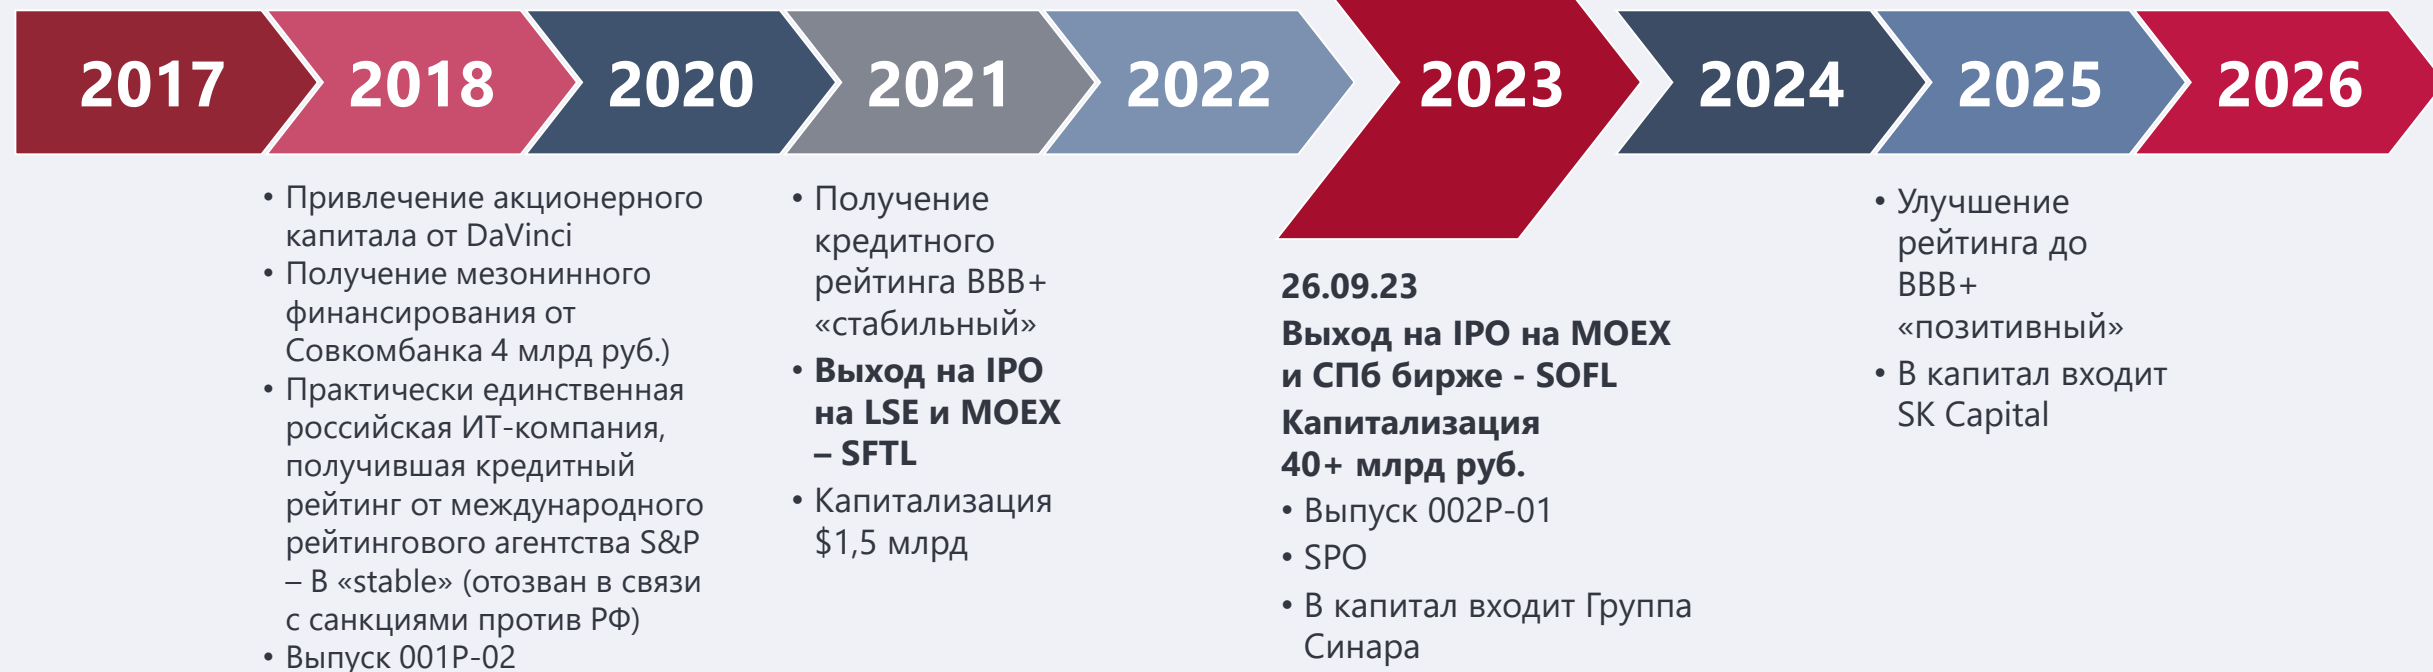 2017
2018
2020
2021
2022
2023
2024
2025
2026
• Привлечение акционерного
капитала от DaVinci
• Получение мезонинного
финансирования от
Совкомбанка 4 млрд руб.)
• Практически единственная
российская ИТ-компания,
получившая кредитный
рейтинг от международного
рейтингового агентства S&P
– B «stable» (отозван в связи
с санкциями против РФ)
• Выпуск 001P-02
• Получение
кредитного
рейтинга BBB+
«стабильный»
• Выход на IPO
на LSE и MOEX
– SFTL
• Капитализация
$1,5 млрд
26.09.23
Выход на IPO на MOEX
и СПб бирже - SOFL
Капитализация
40+ млрд руб.
• Выпуск 002P-01
• SPO
• В капитал входит Группа
Синара
• Улучшение
рейтинга до
BBB+
«позитивный»
• В капитал входит
SK Capital